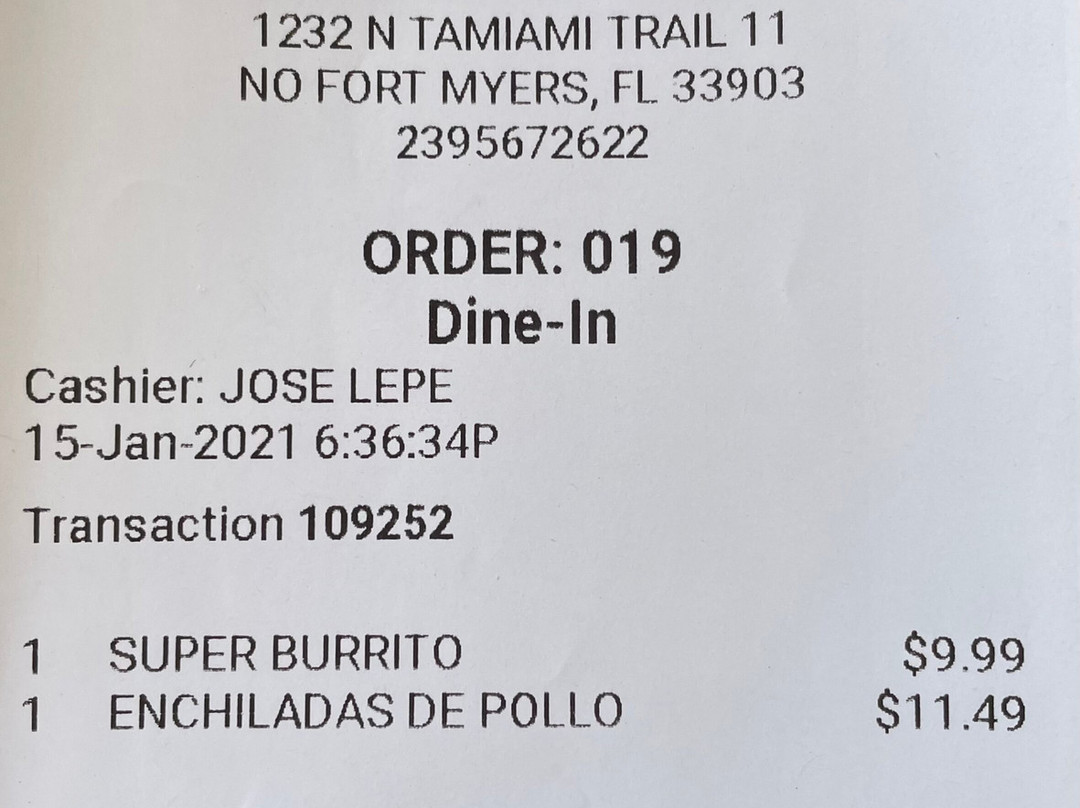 1232 N TAMIAMI TRAIL 11
NO FORT MYERS, FL 33903
2395672622
ORDER: 019
Dine-In
Cashier: JOSE LEPE
15-Jan-2021 6:36:34P
Transaction 109252
1 SUPER BURRITO $9.99
1 ENCHILADAS DE POLLO $11.49